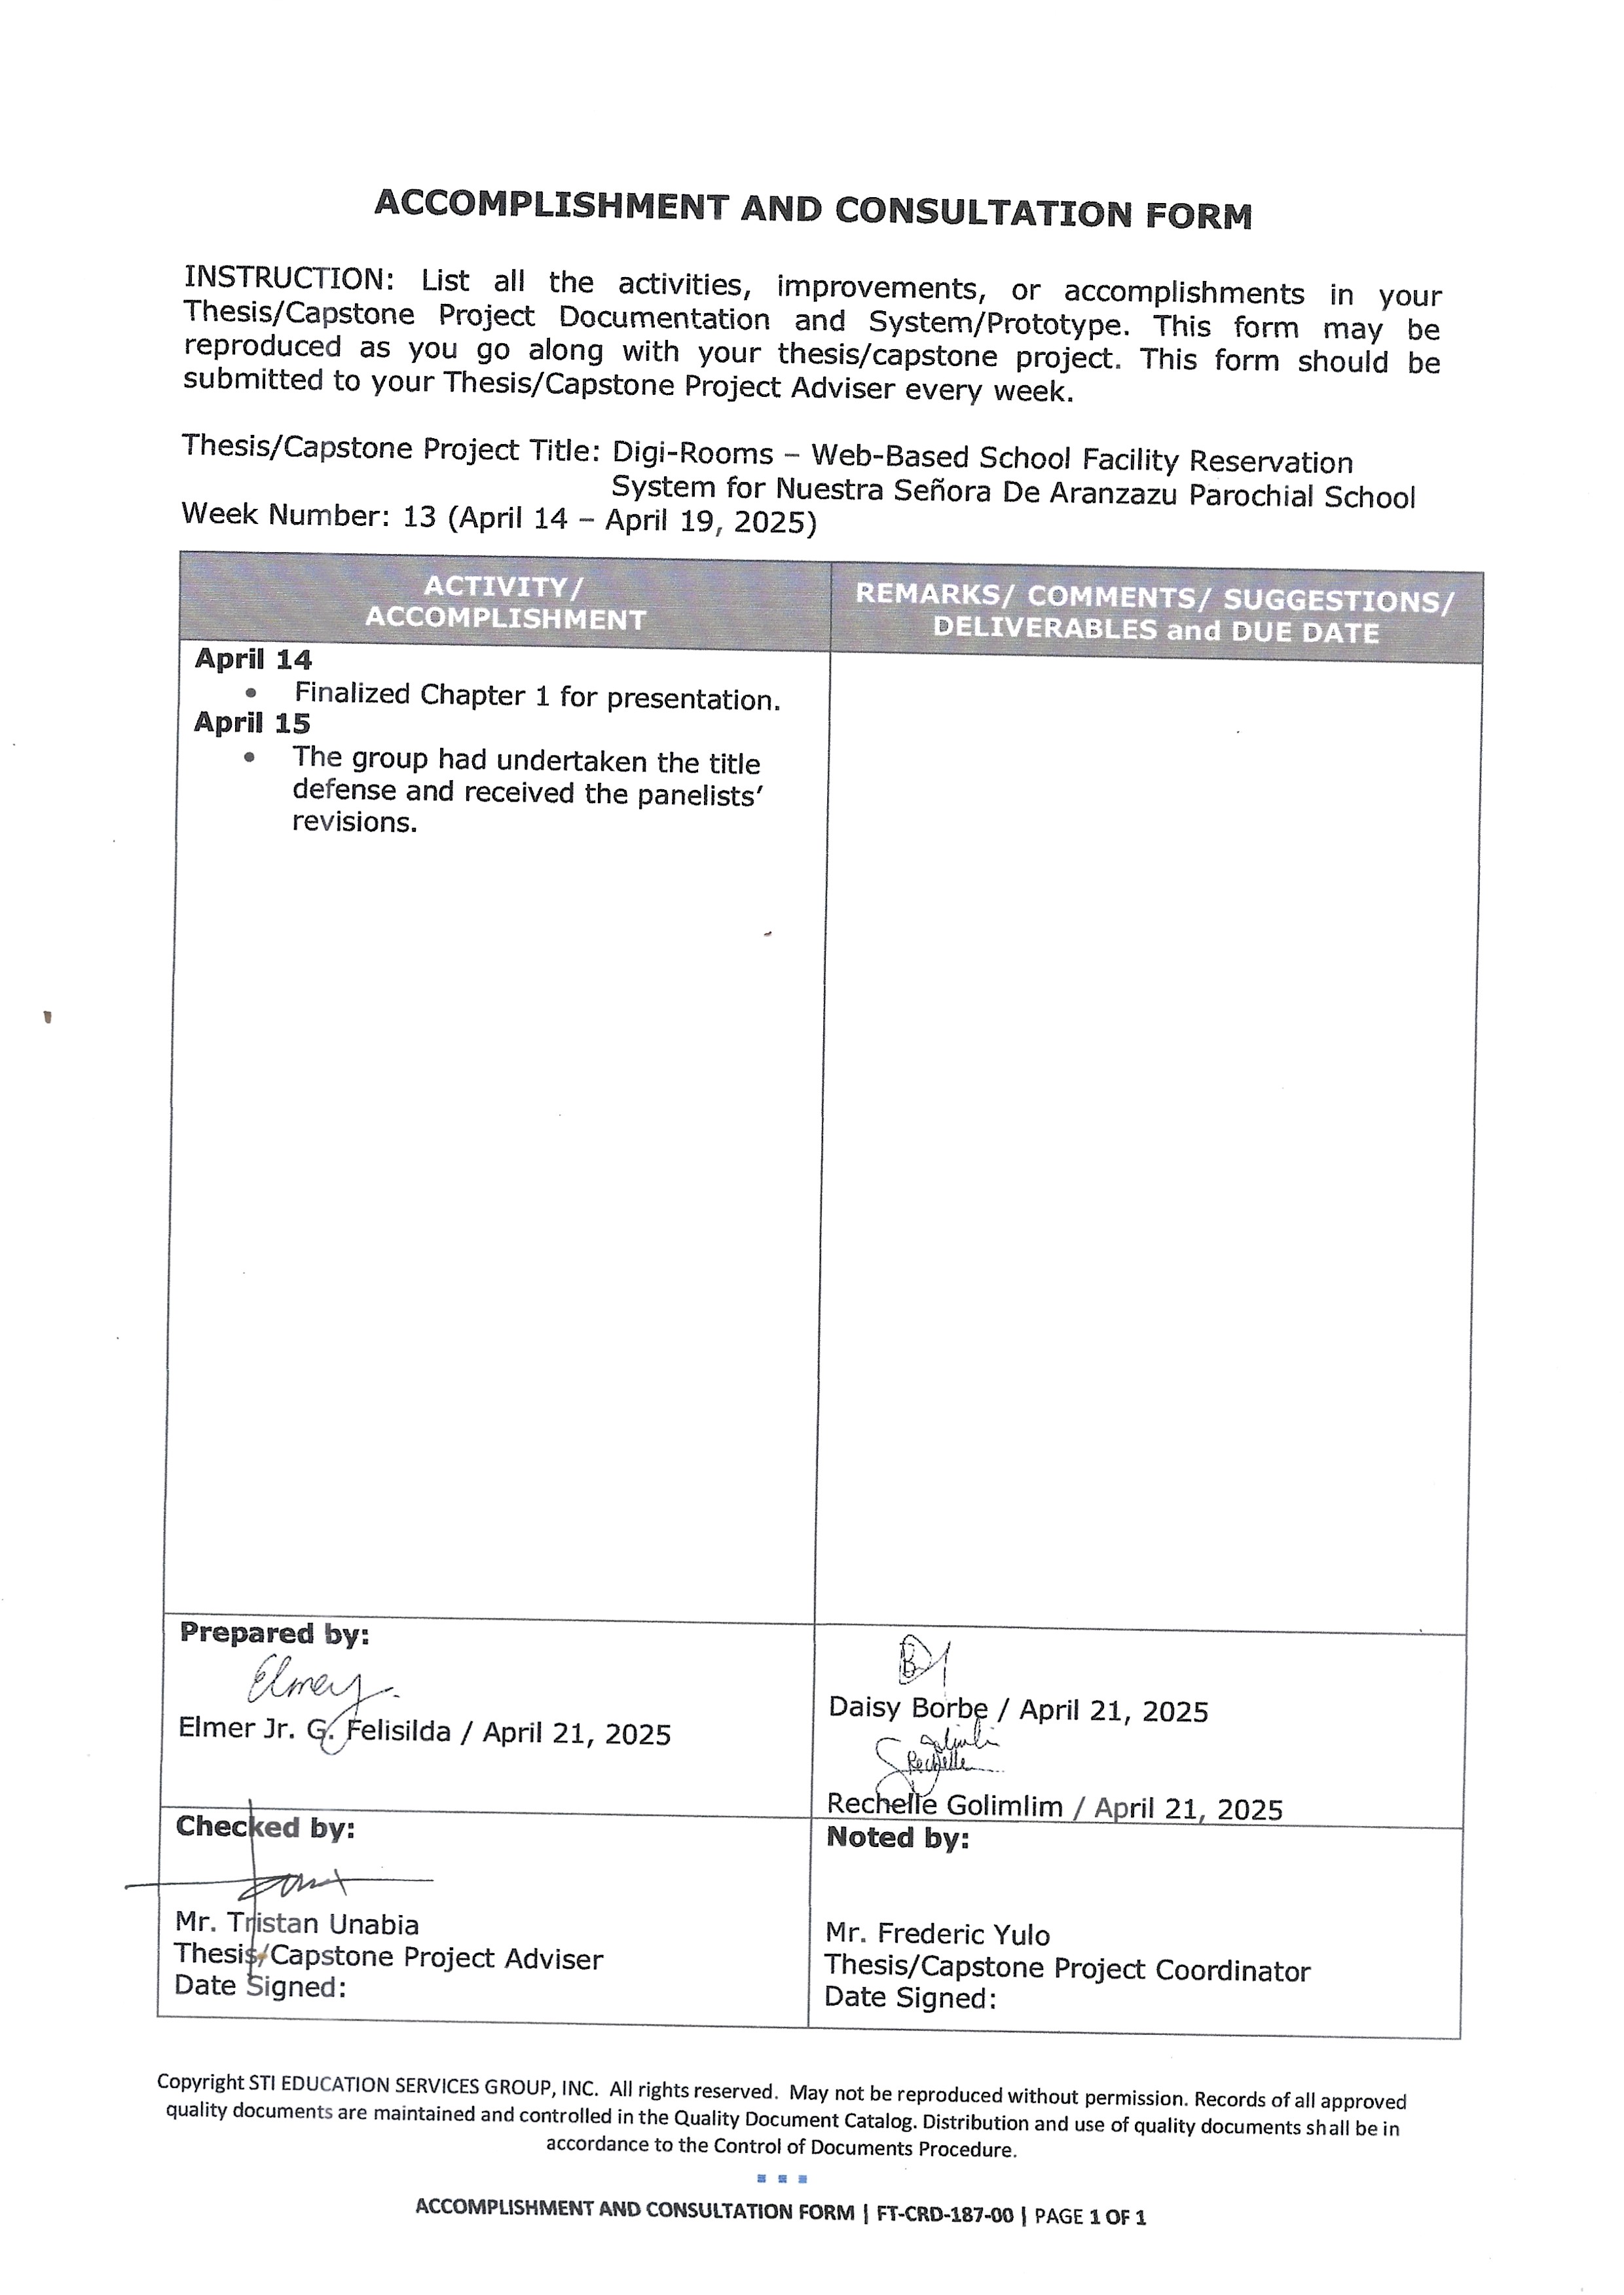 ACCOMPLISHMENT AND CONSULTATION FORM
INSTRUCTION: List all the activities, improvements, or accomplishments in your
Thesis/Capstone Project Documentation and System/Prototype. This form may be
reproduced as you go along with your thesis/capstone project. This form should be
submitted to your Thesis/Capstone Project Adviser every week.
Thesis/Capstone Project Title: Digi-Rooms – Web-Based School Facility Reservation
System for Nuestra Señora De Aranzazu Parochial School
Week Number: 13 (April 14 – April 19, 2025)
ACTIVITY/
ACCOMPLISHMENT
REMARKS/ COMMENTS/ SUGGESTIONS/
DELIVERABLES and DUE DATE
April 14
• Finalized Chapter 1 for presentation.
April 15
• The group had undertaken the title
defense and received the panelists’
revisions.
Prepared by:
Elmer
Elmer Jr. G. Felisilda / April 21, 2025
Daisy Borbe / April 21, 2025
Rechelle
Rechelle Golimlim / April 21, 2025
Checked by:
Mr. Tristan Unabia
Thesis/Capstone Project Adviser
Date Signed:
Noted by:
Mr. Frederic Yulo
Thesis/Capstone Project Coordinator
Date Signed:
Copyright STI EDUCATION SERVICES GROUP, INC. All rights reserved. May not be reproduced without permission. Records of all approved
quality documents are maintained and controlled in the Quality Document Catalog. Distribution and use of quality documents shall be in
accordance to the Control of Documents Procedure.
ACCOMPLISHMENT AND CONSULTATION FORM | FT-CRD-187-00 | PAGE 1 OF 1